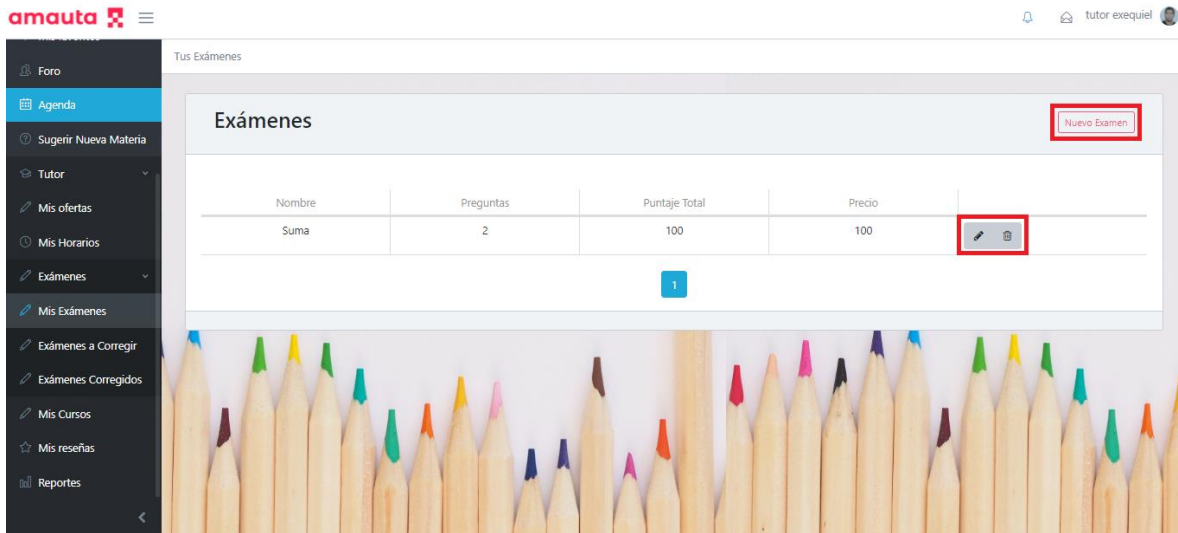 amauta
tutor exequiel
Foro
Agenda
Sugerir Nueva Materia
Tutor
Mis ofertas
Mis Horarios
Exámenes
Mis Exámenes
Exámenes a Corregir
Exámenes Corregidos
Mis Cursos
Mis reseñas
Reportes
Tus Exámenes
Exámenes
Nuevo Examen
Nombre Preguntas Puntaje Total Precio
Suma 2 100 100
1